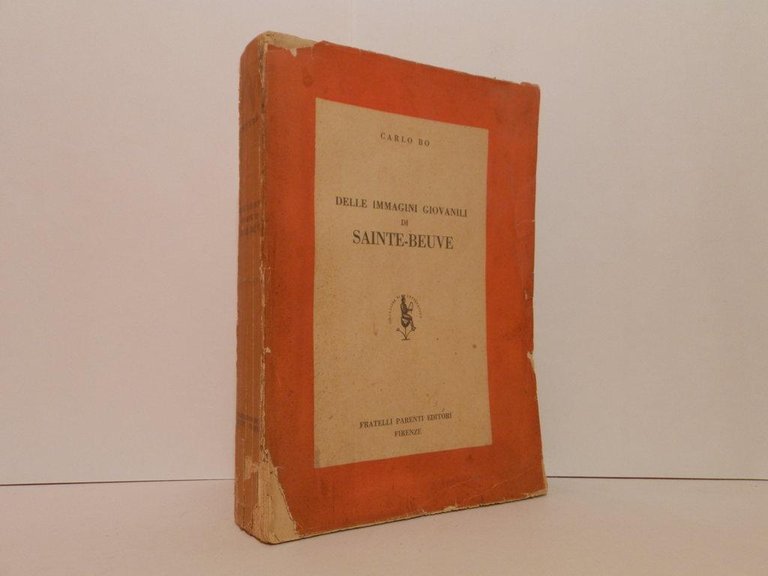 CARLO BO
DELLE IMMAGINI GIOVANILI
DI
SAINTE-BEUVE
FRATELLI PARENTI EDITORI
FIRENZE